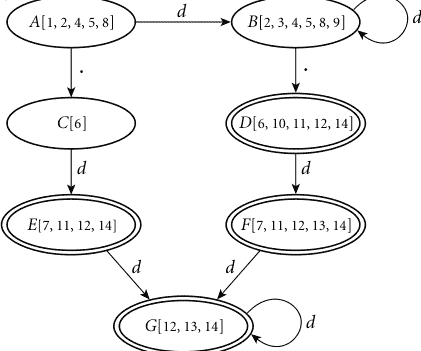 A[1, 2, 4, 5, 8] d B[2, 3, 4, 5, 8, 9] d
. .
C[6] D[6, 10, 11, 12, 14]
d d
E[7, 11, 12, 14] F[7, 11, 12, 13, 14]
d d
G[12, 13, 14] d